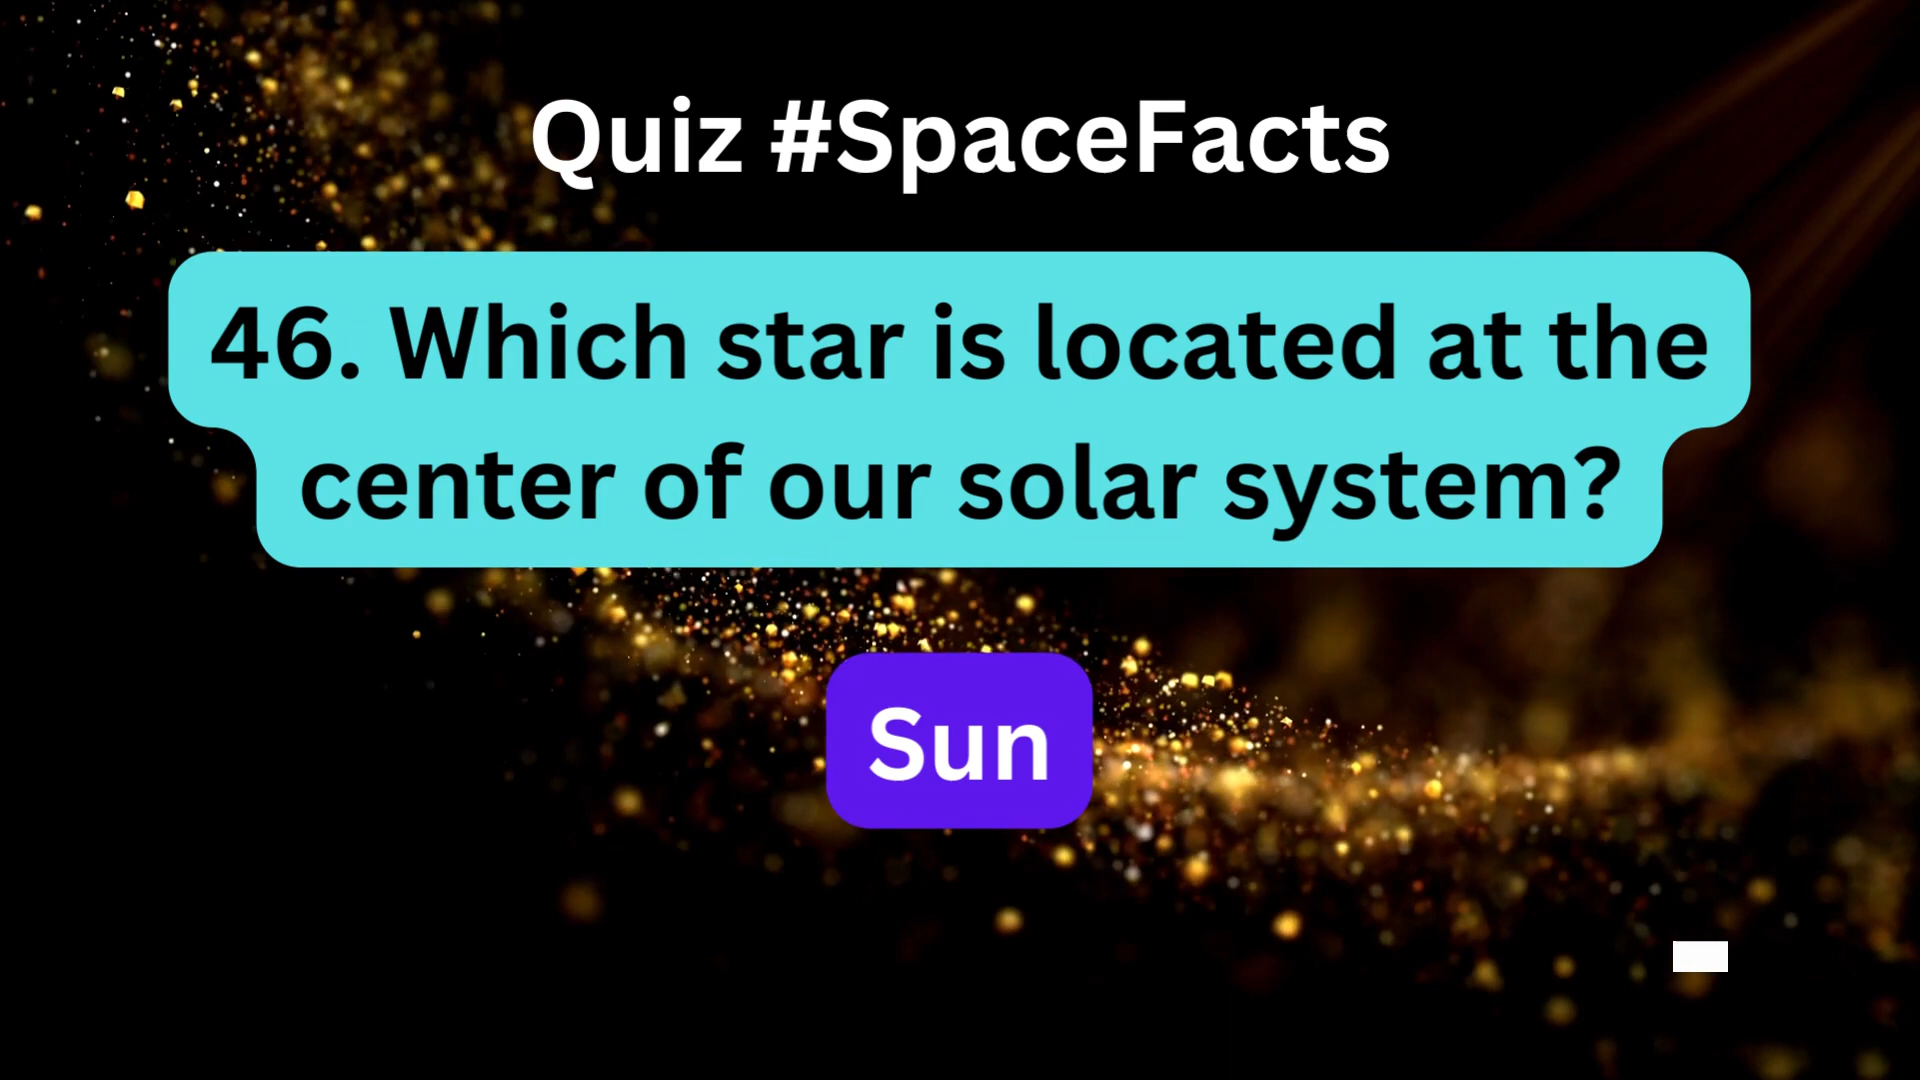 Quiz #SpaceFacts
46. Which star is located at the
center of our solar system?
Sun